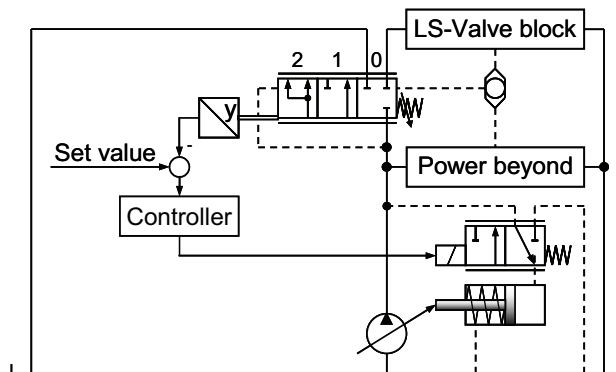 LS-Valve block
2 1 0
y
-
Set value
Power beyond
Controller